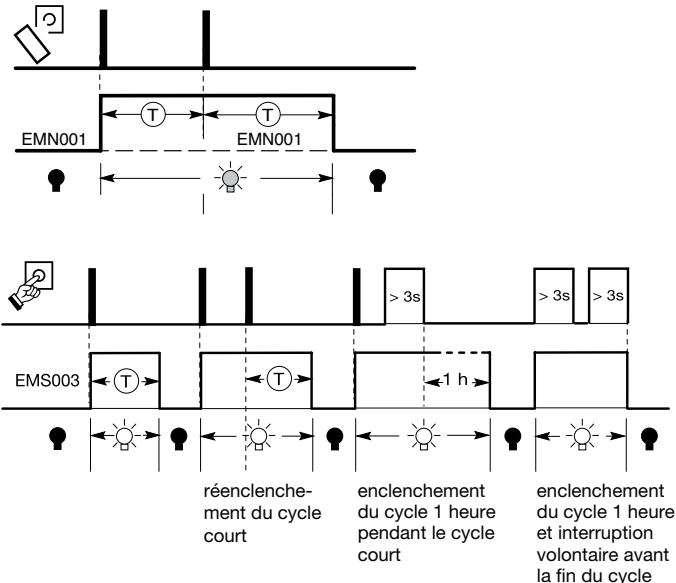 T T
EMN001 EMN001
> 3s > 3s > 3s
EMS003 T T 1 h
réenclenche-
ment du cycle
court
enclenchement
du cycle 1 heure
pendant le cycle
court
enclenchement
du cycle 1 heure
et interruption
volontaire avant
la fin du cycle